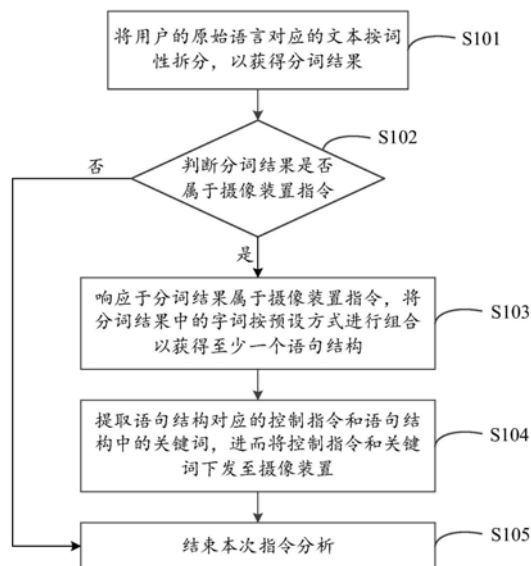 将用户的原始语言对应的文本按词
性拆分，以获得分词结果
S101
S102
判断分词结果是否
属于摄像装置指令
否
是
响应于分词结果属于摄像装置指令，将
分词结果中的字词按预设方式进行组合
以获得至少一个语句结构
S103
提取语句结构对应的控制指令和语句结
构中的关键词，进而将控制指令和关键
词下发至摄像装置
S104
结束本次指令分析
S105